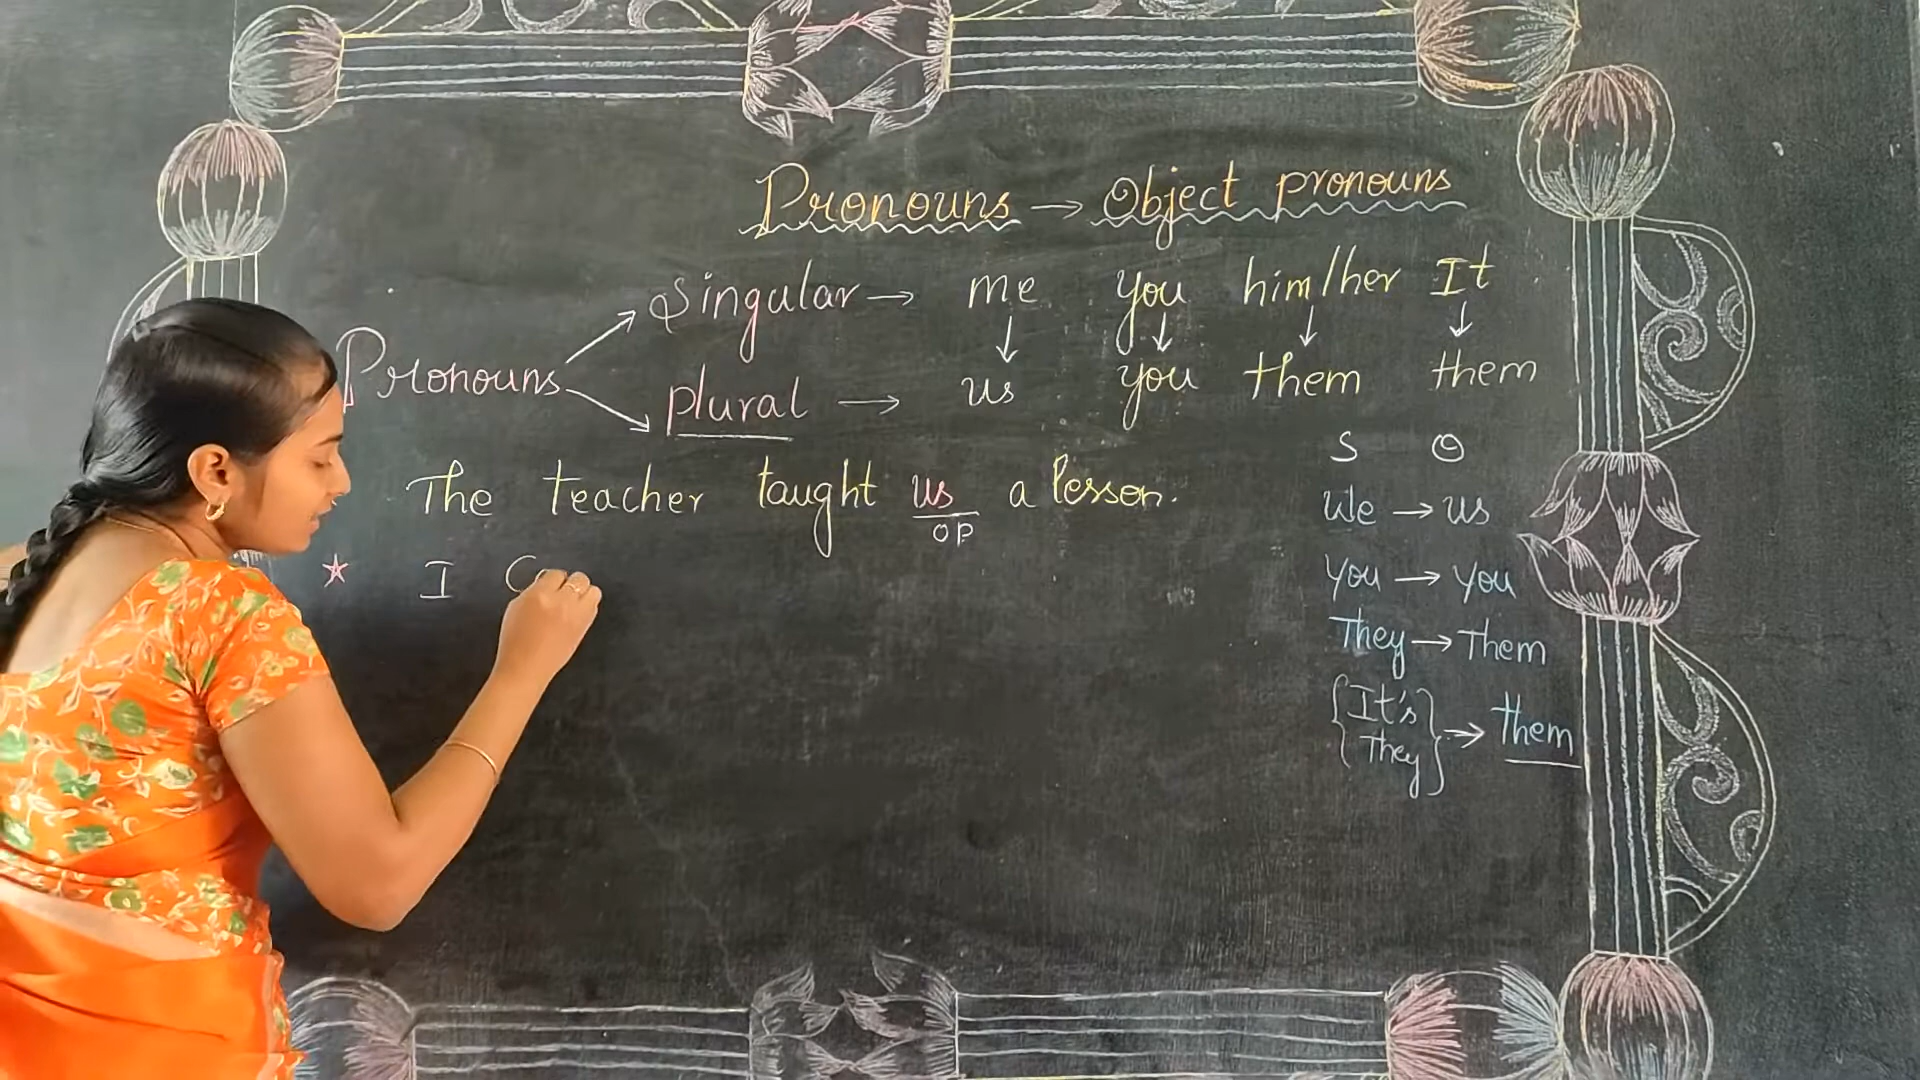 Pronouns → Object pronouns
Singular → me you him/her It
Pronouns
plural → us you them them
S O
The teacher taught us a lesson.
OP
We → us
I C
you → you
They → Them
{It's
They} → them